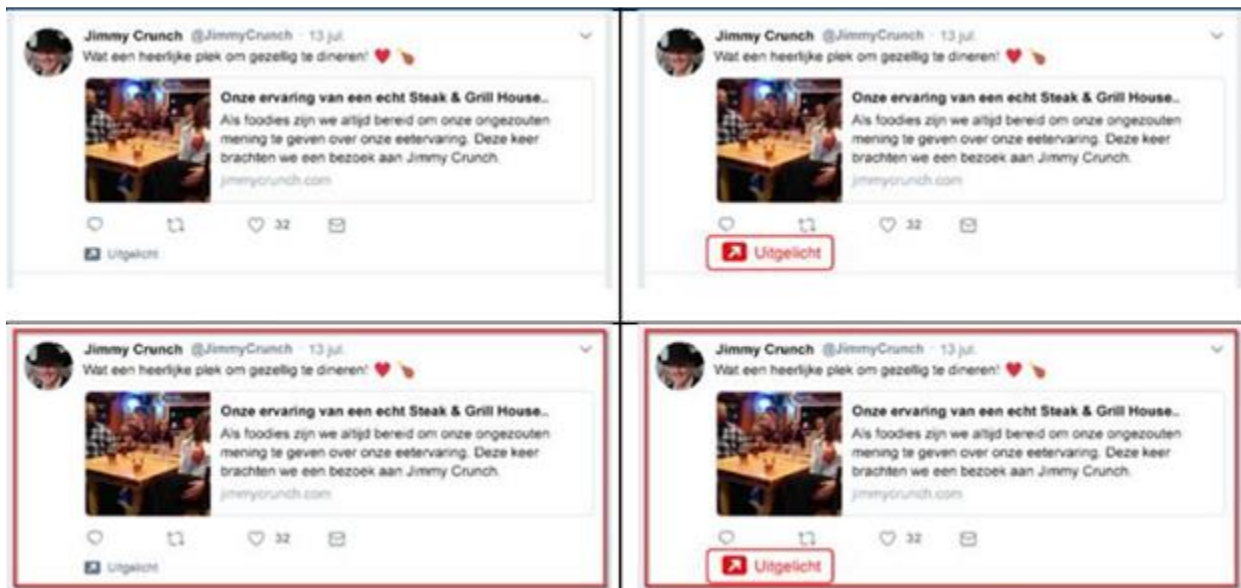 Jimmy Crunch @JimmyCrunch · 13 jul.
Wat een heerlijke plek om gezellig te dineren!
Onze ervaring van een echt Steak & Grill House..
Als foodies zijn we altijd bereid om onze ongezouten
mening te geven over onze eetervaring. Deze keer
brachten we een bezoek aan Jimmy Crunch.
jimmycrunch.com
32
Uitgelicht
Jimmy Crunch @JimmyCrunch · 13 jul.
Wat een heerlijke plek om gezellig te dineren!
Onze ervaring van een echt Steak & Grill House..
Als foodies zijn we altijd bereid om onze ongezouten
mening te geven over onze eetervaring. Deze keer
brachten we een bezoek aan Jimmy Crunch.
jimmycrunch.com
32
Uitgelicht
Jimmy Crunch @JimmyCrunch · 13 jul.
Wat een heerlijke plek om gezellig te dineren!
Onze ervaring van een echt Steak & Grill House..
Als foodies zijn we altijd bereid om onze ongezouten
mening te geven over onze eetervaring. Deze keer
brachten we een bezoek aan Jimmy Crunch.
jimmycrunch.com
32
Uitgelicht
Jimmy Crunch @JimmyCrunch · 13 jul.
Wat een heerlijke plek om gezellig te dineren!
Onze ervaring van een echt Steak & Grill House..
Als foodies zijn we altijd bereid om onze ongezouten
mening te geven over onze eetervaring. Deze keer
brachten we een bezoek aan Jimmy Crunch.
jimmycrunch.com
32
Uitgelicht